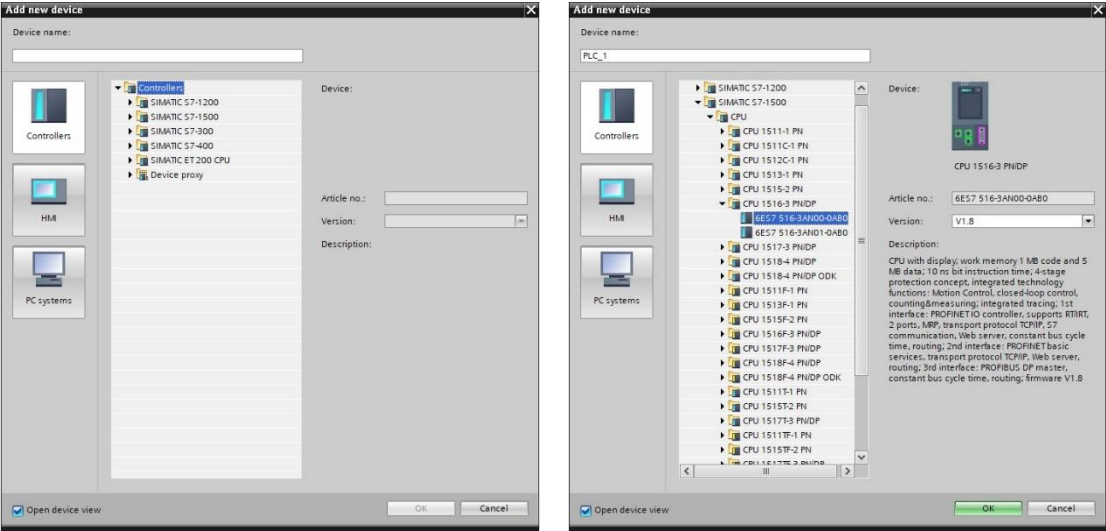 Add new device
Device name:
Controllers
HMI
PC systems
Controllers
SIMATIC S7-1200
SIMATIC S7-1500
SIMATIC S7-300
SIMATIC S7-400
SIMATIC ET 200 CPU
Device proxy
Device:
Article no.:
Version:
Description:
Open device view
OK
Cancel
Add new device
Device name:
PLC_1
Controllers
HMI
PC systems
SIMATIC S7-1200
SIMATIC S7-1500
CPU
CPU 1511-1 PN
CPU 1511C-1 PN
CPU 1512C-1 PN
CPU 1513-1 PN
CPU 1515-2 PN
CPU 1516-3 PN/DP
6ES7 516-3AN00-0AB0
6ES7 516-3AN01-0AB0
CPU 1517-3 PN/DP
CPU 1518-4 PN/DP
CPU 1518-4 PN/DP ODK
CPU 1511F-1 PN
CPU 1513F-1 PN
CPU 1515F-2 PN
CPU 1516F-3 PN/DP
CPU 1517F-3 PN/DP
CPU 1518F-4 PN/DP
CPU 1518F-4 PN/DP ODK
CPU 1511T-1 PN
CPU 1515T-2 PN
CPU 1517T-3 PN/DP
CPU 1511TF-1 PN
CPU 1515TF-2 PN
CPU 1517TF-3 PN/DP
Device:
CPU 1516-3 PN/DP
Article no.:
6ES7 516-3AN00-0AB0
Version:
V1.8
Description:
CPU with display; work memory 1 MB code and 5
MB data; 10 ns bit instruction time; 4-stage
protection concept, integrated technology
functions: Motion Control, closed-loop control,
counting&measuring; integrated tracing; 1st
interface: PROFINET IO controller, supports RT/IRT,
2 ports, MRP, transport protocol TCP/IP, S7
communication, Web server, constant bus cycle
time, routing; 2nd interface: PROFINET basic
services, transport protocol TCP/IP, Web server,
routing; 3rd interface: PROFIBUS DP master,
constant bus cycle time, routing; firmware V1.8
Open device view
OK
Cancel